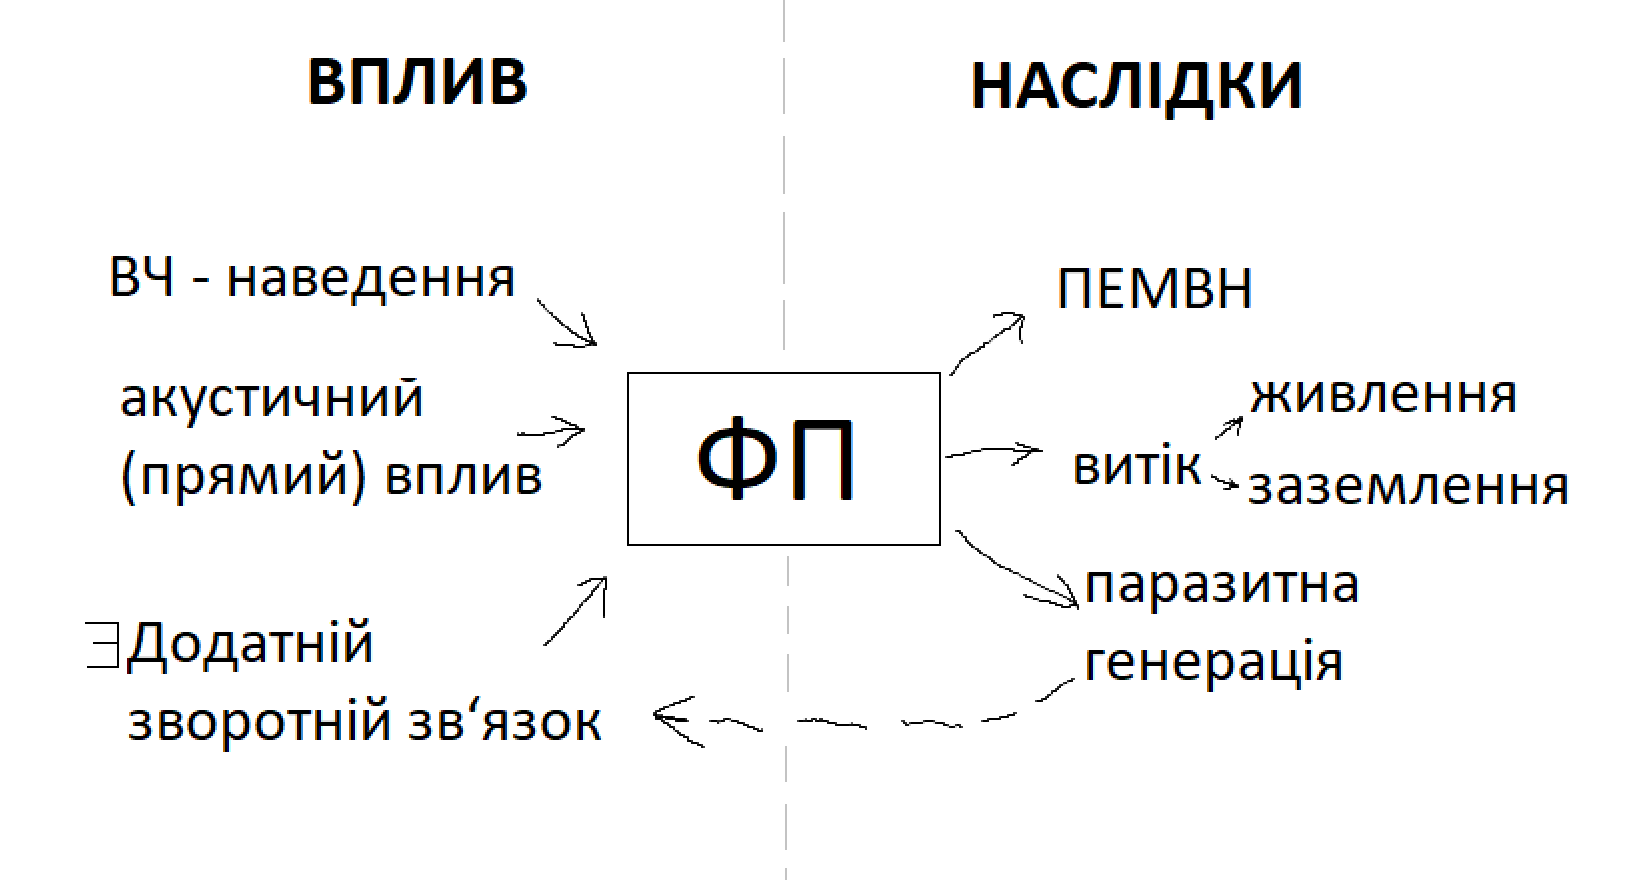 ВПЛИВ
НАСЛІДКИ
ВЧ - наведення
акустичний
(прямий) вплив
∃Додатній
зворотній зв‘язок
ФП
ПЕМВН
витік
живлення
заземлення
паразитна
генерація